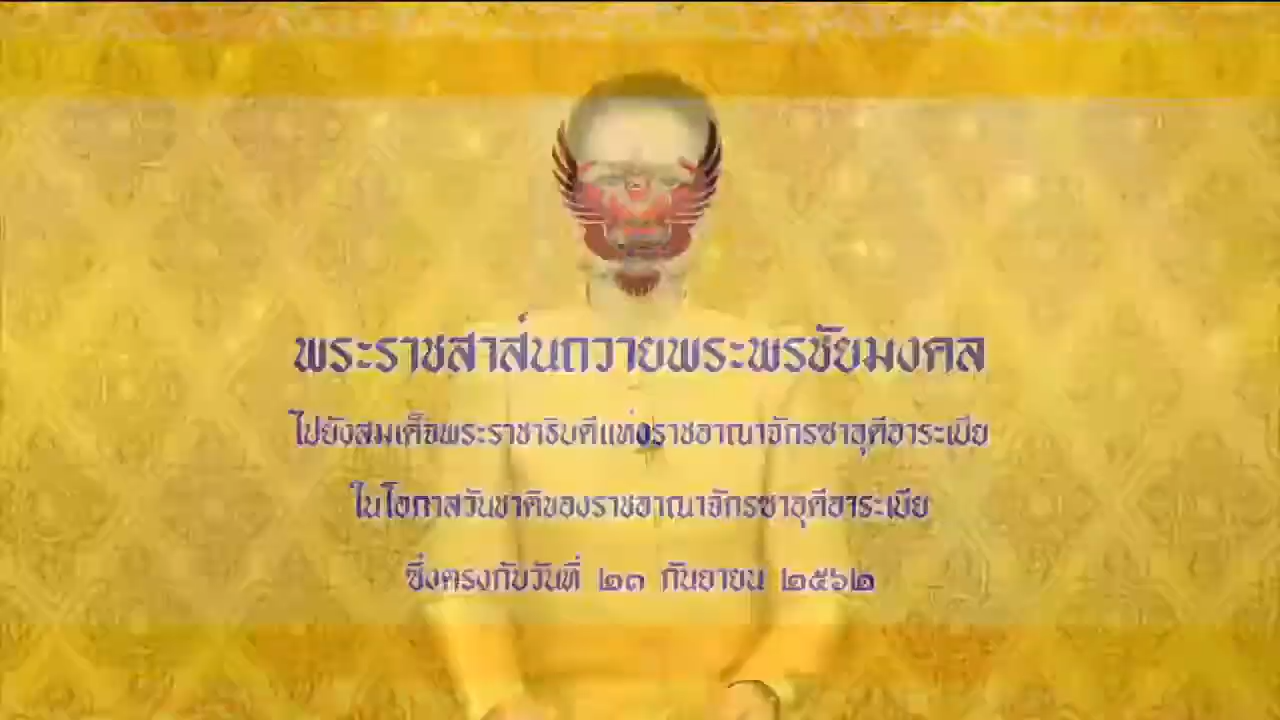 พระราชสาส์นถวายพระพรชัยมงคล
ไปยังสมเด็จพระราชาธิบดีแห่งราชอาณาจักรซาอุดีอาระเบีย
ในโอกาสวันชาติของราชอาณาจักรซาอุดีอาระเบีย
ซึ่งตรงกับวันที่ ๒๓ กันยายน ๒๕๖๒